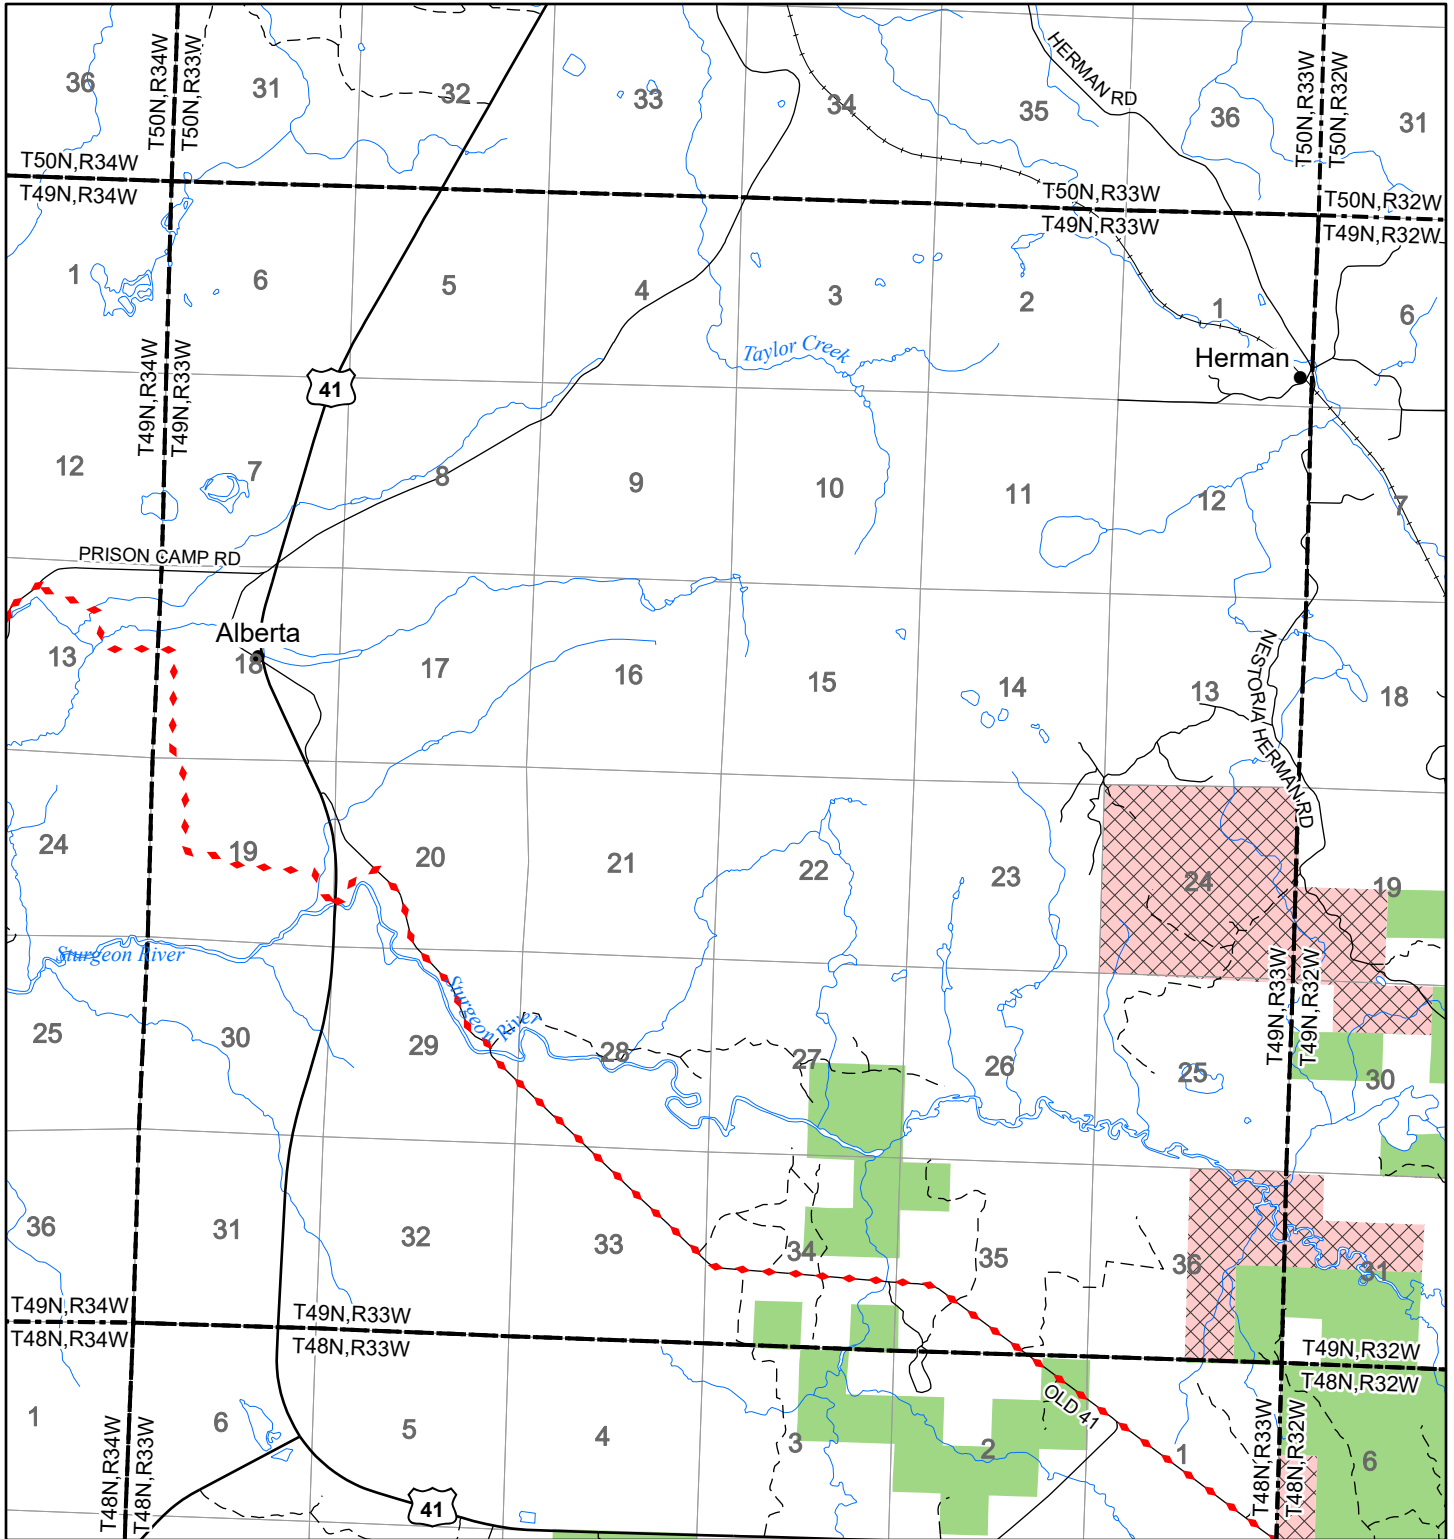 T50N,R34W
T50N,R33W
T50N,R33W
T50N,R32W
HERMAN RD
36
31
32
33
34
35
36
31
T50N,R34W
T49N,R34W
T50N,R33W
T49N,R33W
T50N,R32W
T49N,R32W
1
6
5
4
3
2
1
6
Taylor Creek
Herman
T49N,R34W
T49N,R33W
41
12
7
8
9
10
11
12
7
PRISON CAMP RD
Alberta
13
18
17
16
15
14
13
18
NESTORIA HERMAN RD
24
19
20
21
22
23
24
19
Sturgeon River
Sturgeon River
T49N,R33W
T49N,R32W
25
30
29
28
27
26
25
30
36
31
32
33
34
35
36
31
T49N,R34W
T48N,R34W
T49N,R33W
T48N,R33W
T49N,R32W
T48N,R32W
OLD 41
1
6
5
4
3
2
1
6
T48N,R34W
T48N,R33W
T48N,R33W
T48N,R32W
41